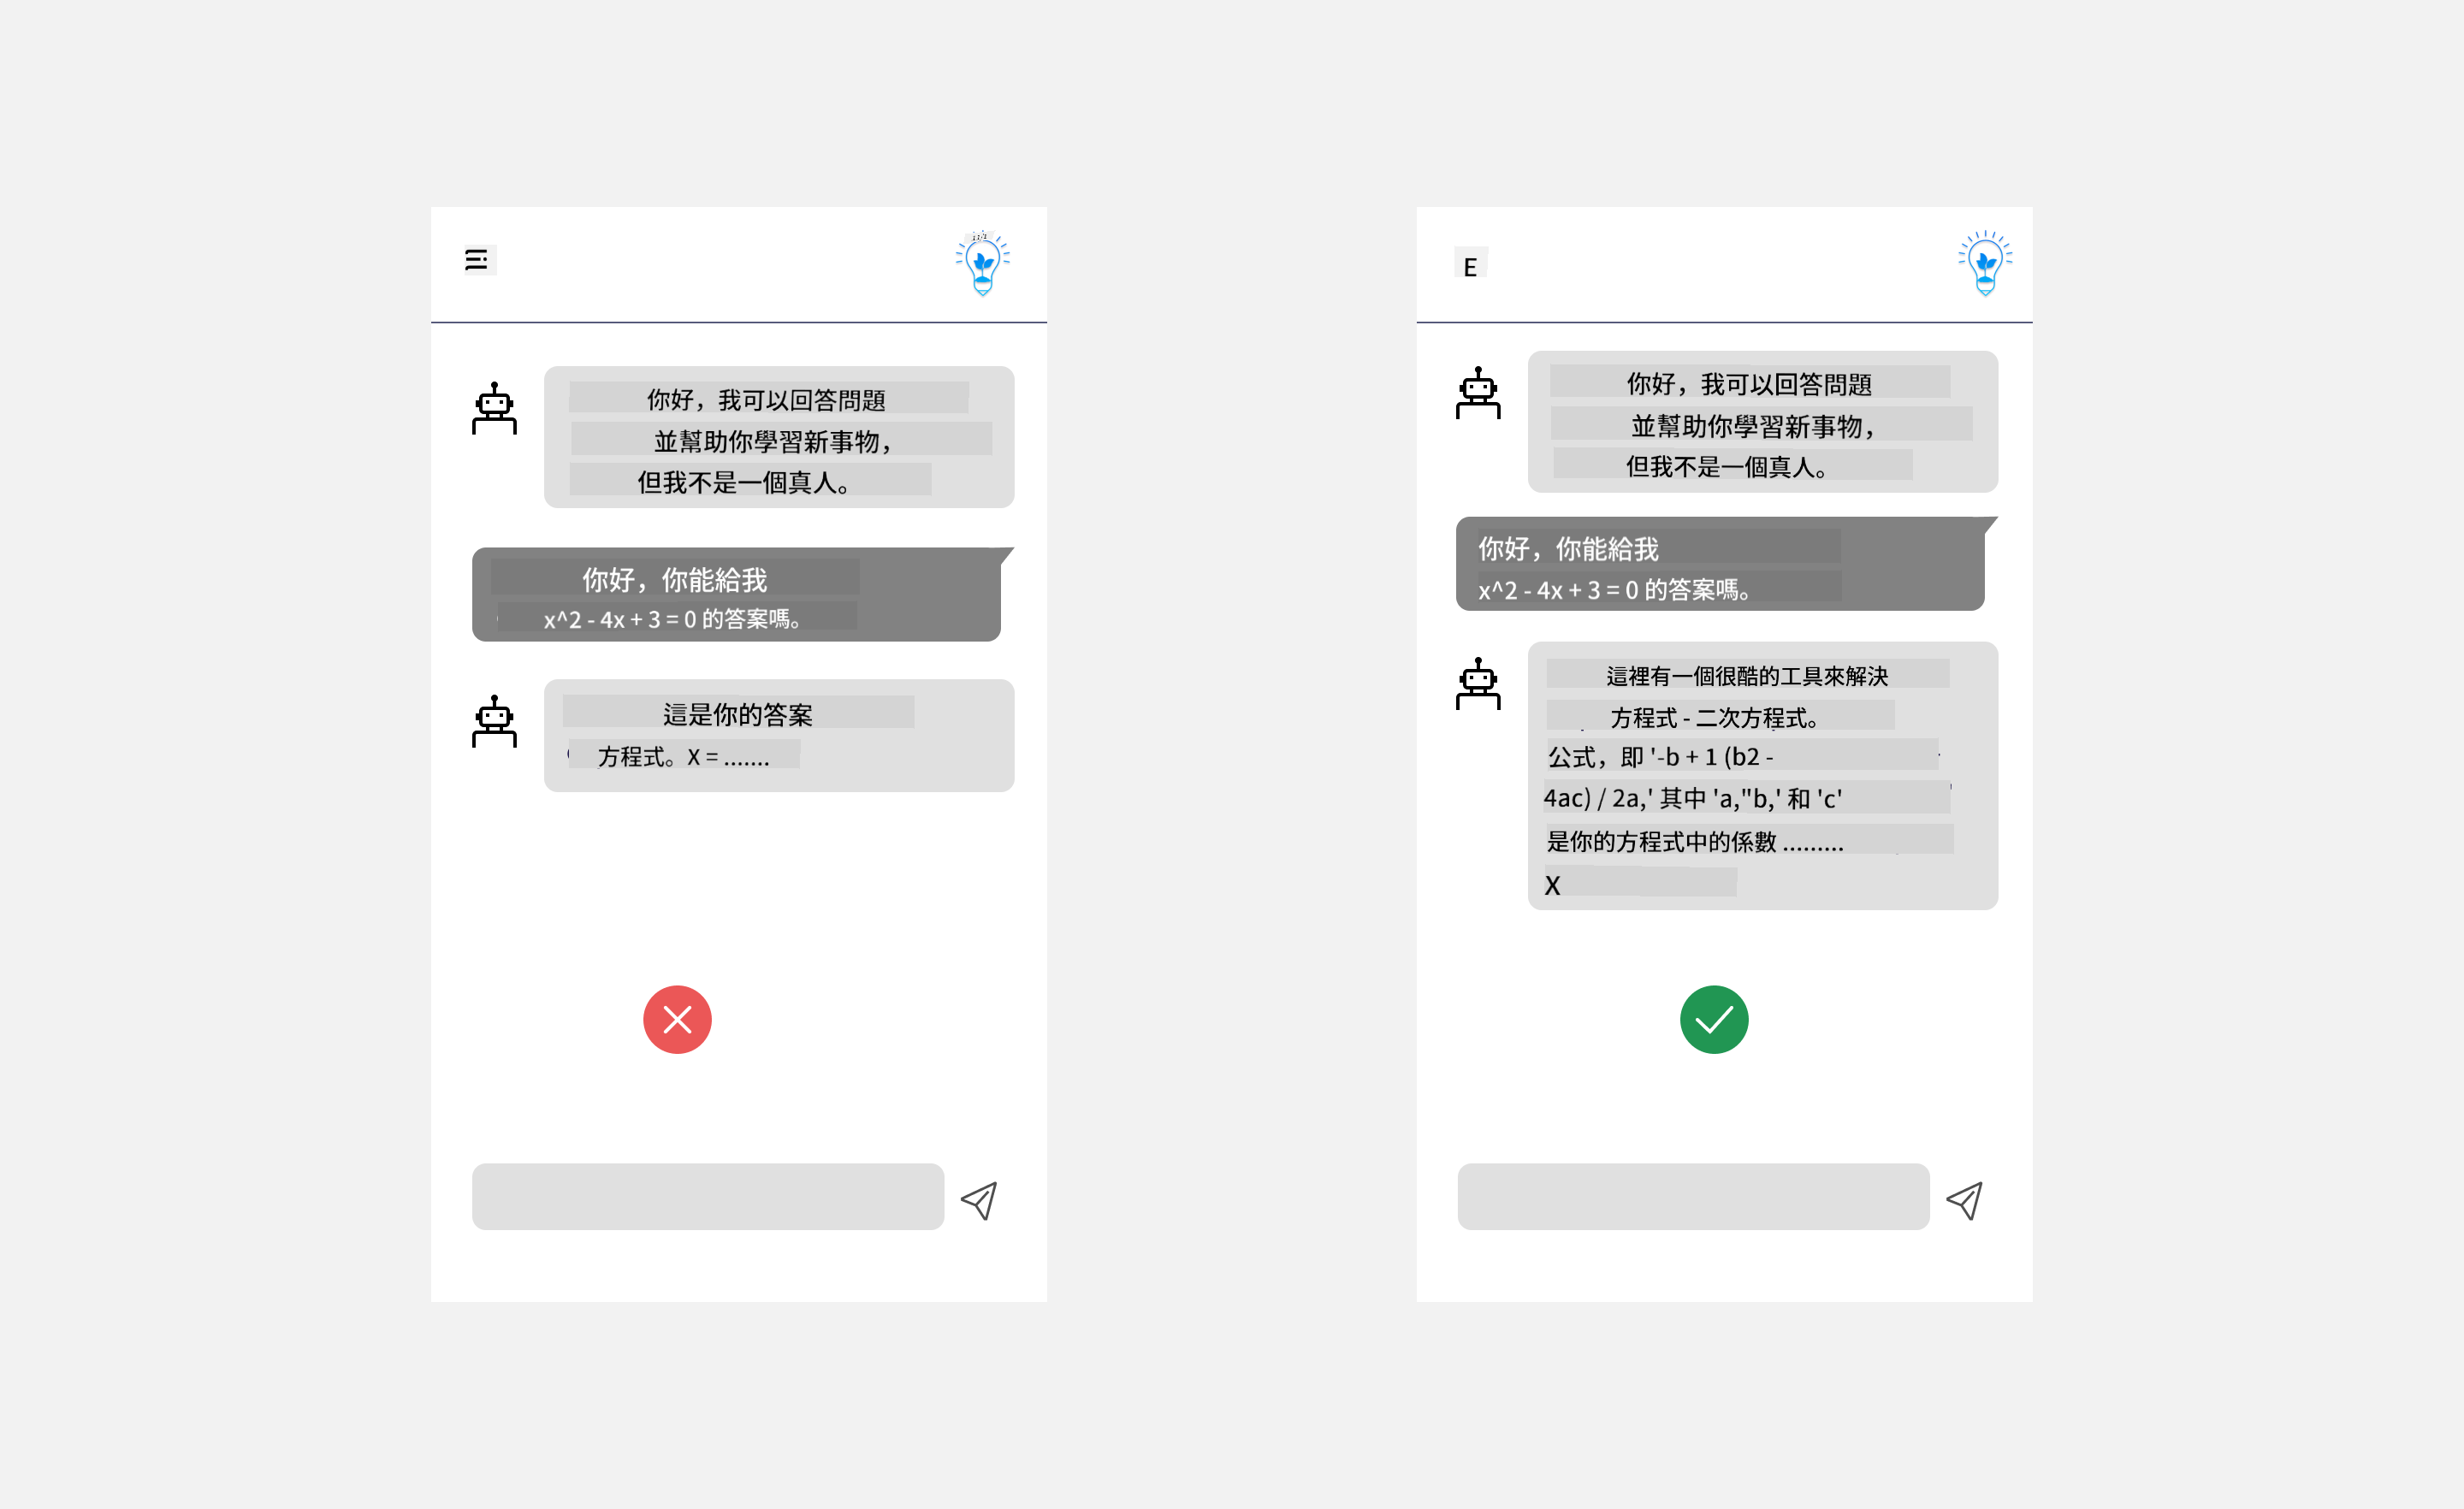 你好，我可以回答問題
並幫助你學習新事物，
但我不是一個真人。
你好，你能給我
x^2 - 4x + 3 = 0 的答案嗎。
這是你的答案
方程式。X = .......
E
你好，我可以回答問題
並幫助你學習新事物，
但我不是一個真人。
你好，你能給我
x^2 - 4x + 3 = 0 的答案嗎。
這裡有一個很酷的工具來解決
方程式 - 二次方程式。
公式，即 '-b + 1 (b2 -
4ac) / 2a,' 其中 'a,''b,' 和 'c'
是你的方程式中的係數 .........
X